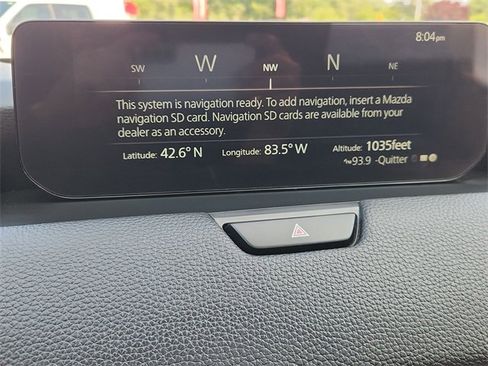 8:04pm
SW W NW N NE
This system is navigation ready. To add navigation, insert a Mazda
navigation SD card. Navigation SD cards are available from your
dealer as an accessory.
Latitude: 42.6° N Longitude: 83.5° W Altitude: 1035feet
93.9 -Quitter